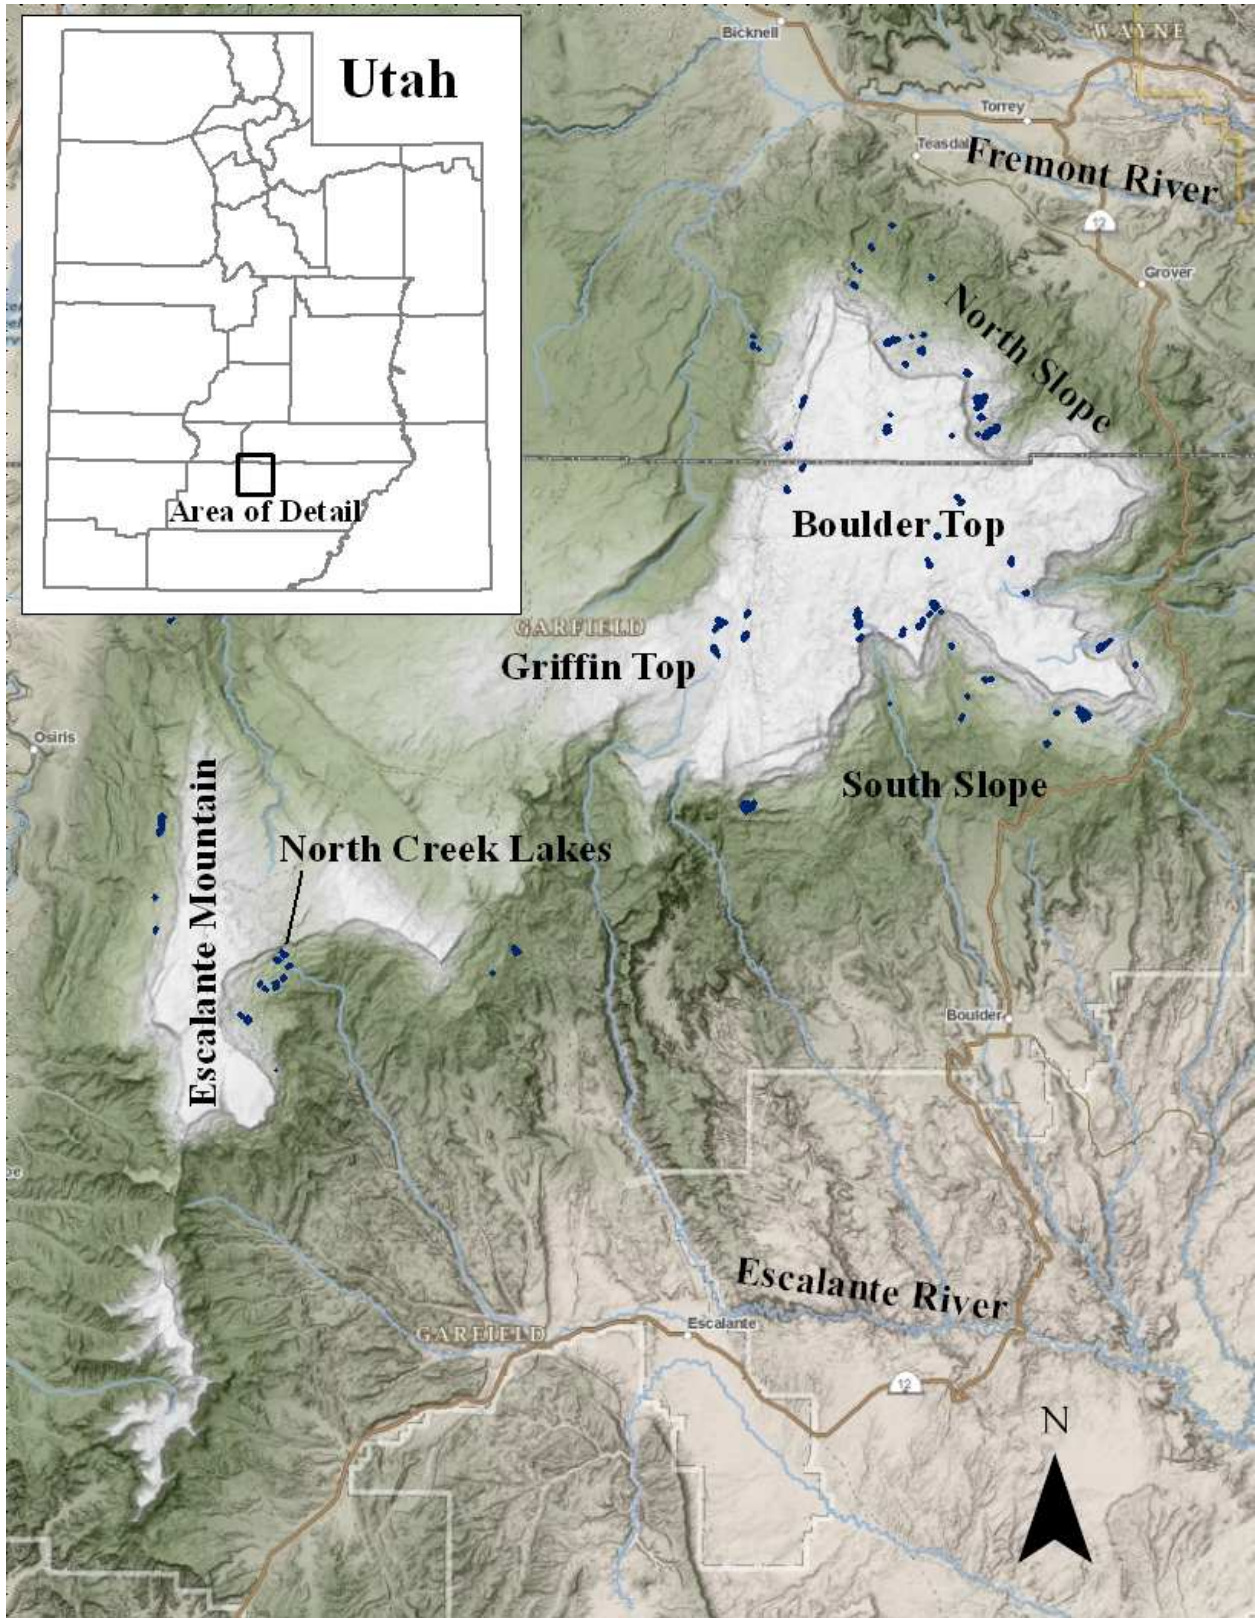 Utah
Area of Detail
Bicknell
WAYNE
Torrey
Teasdal
Fremont River
12
Grover
North Slope
Boulder Top
GARFIELD
Griffin Top
Osiris
South Slope
Escalante Mountain
North Creek Lakes
Boulder
Escalante River
Escalante
GARFIELD
12
N